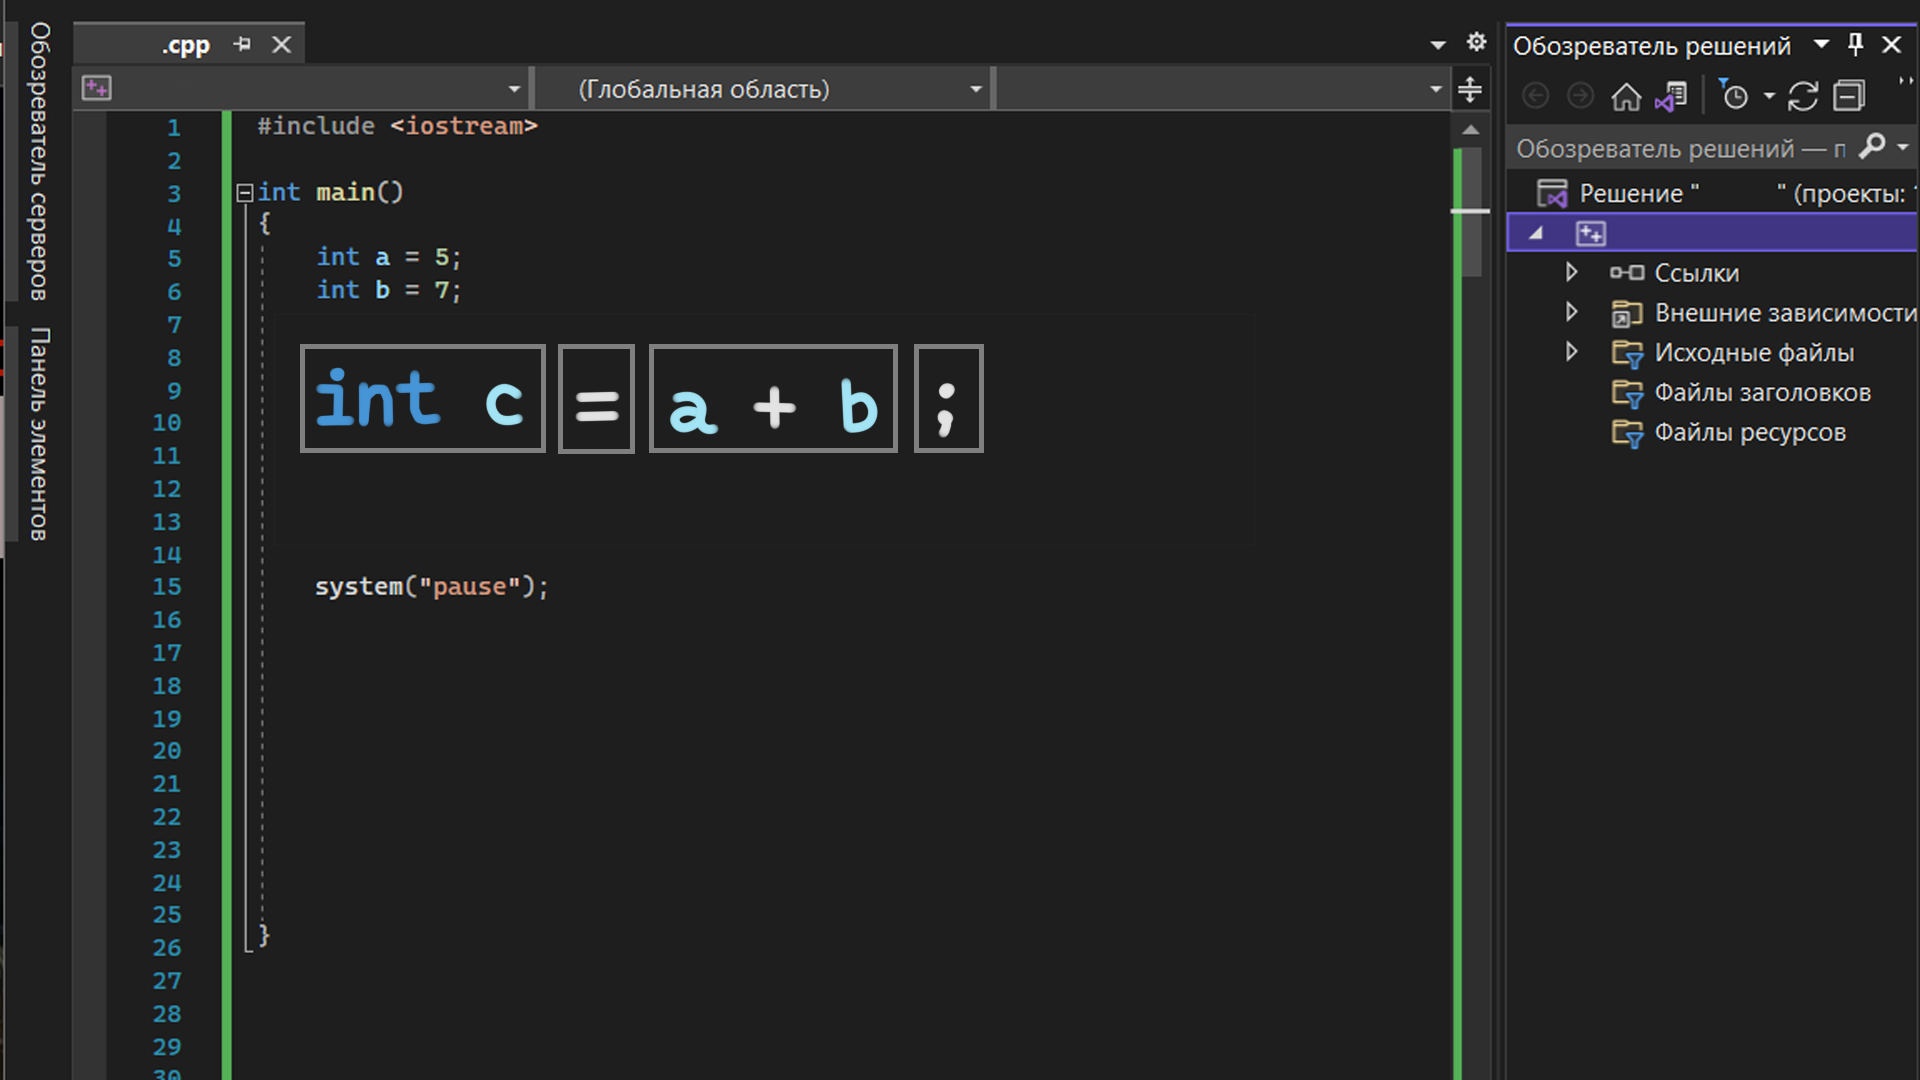 Обозреватель серверов
Панель элементов
.cpp
(Глобальная область)
1 #include <iostream>
2
3 int main()
4 {
5 int a = 5;
6 int b = 7;
7
8
9 int c = a + b ;
10
11
12
13
14
15 system("pause");
16
17
18
19
20
21
22
23
24
25
26 }
27
28
29
30
Обозреватель решений
Обозреватель решений — п
Решение " " (проекты: 1
Ссылки
Внешние зависимости
Исходные файлы
Файлы заголовков
Файлы ресурсов